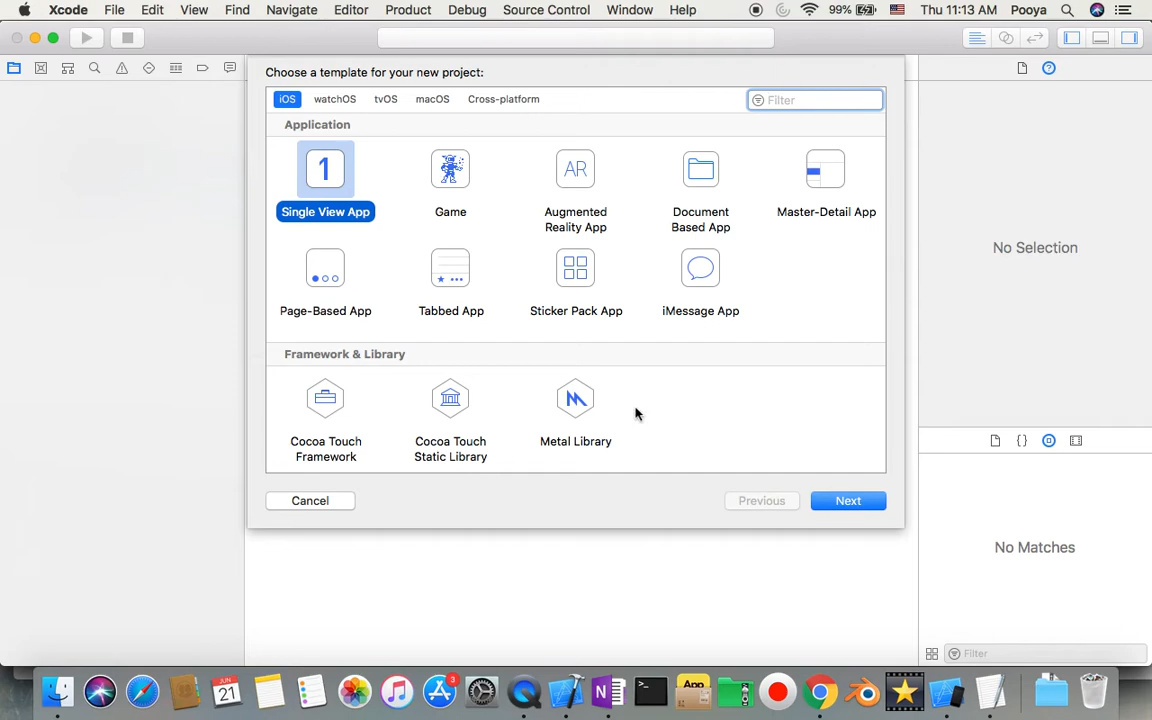 Xcode File Edit View Find Navigate Editor Product Debug Source Control Window Help 99% Thu 11:13 AM Pooya
Choose a template for your new project:
iOS watchOS tvOS macOS Cross-platform Filter
Application
1 AR
Single View App Game Augmented Reality App Document Based App Master-Detail App
Page-Based App Tabbed App Sticker Pack App iMessage App
Framework & Library
Cocoa Touch Framework Cocoa Touch Static Library Metal Library
Cancel Previous Next
No Selection
{ }
No Matches
Filter
JUN 21 3 N App